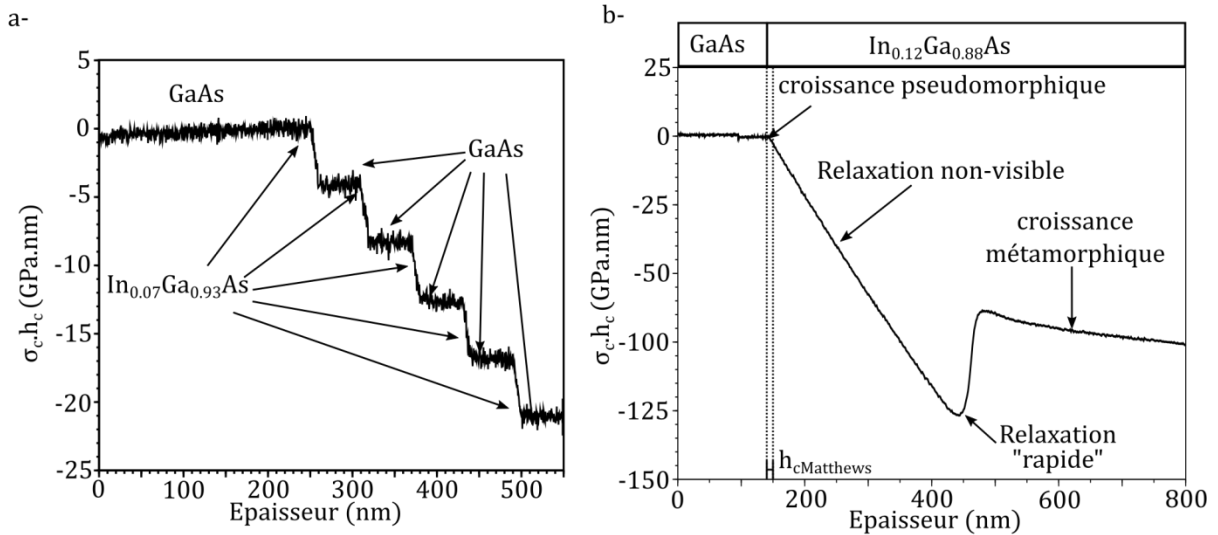 a-
5
0
-5
-10
-15
-20
-25
σc.hc (GPa.nm)
GaAs
GaAs
In0.07Ga0.93As
0 100 200 300 400 500
Epaisseur (nm)
b-
GaAs In0.12Ga0.88As
25
0
-25
-50
-75
-100
-125
-150
σc.hc (GPa.nm)
croissance pseudomorphique
Relaxation non-visible
croissance
métamorphique
Relaxation
"rapide"
hcMatthews
0 200 400 600 800
Epaisseur (nm)